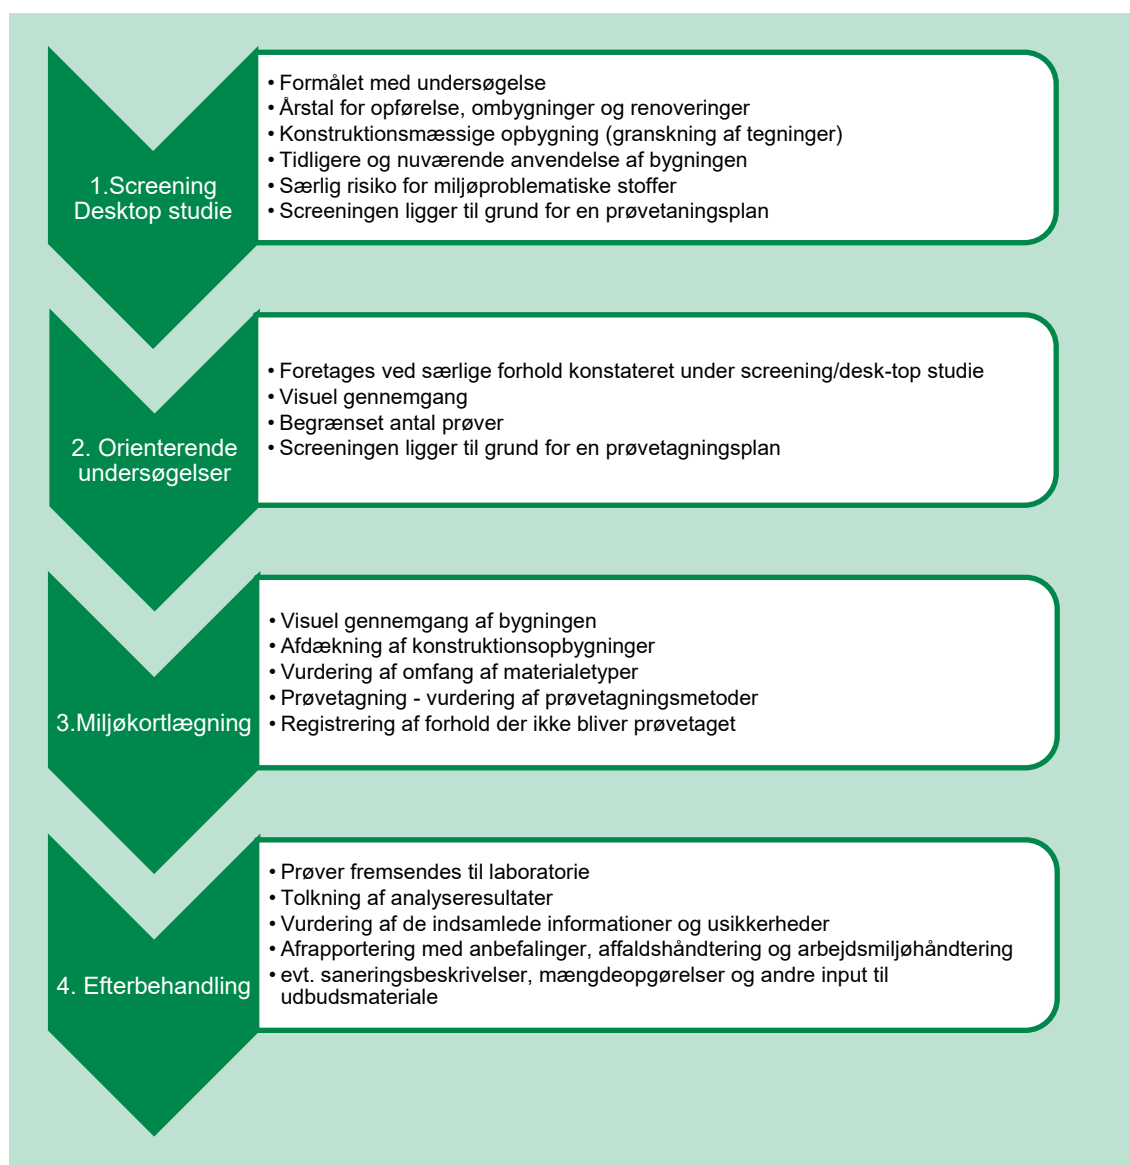 1.Screening
Desktop studie
• Formålet med undersøgelse
• Årstal for opførelse, ombygninger og renoveringer
• Konstruktionsmæssige opbygning (granskning af tegninger)
• Tidligere og nuværende anvendelse af bygningen
• Særlig risiko for miljøproblematiske stoffer
• Screeningen ligger til grund for en prøvetaningsplan
2. Orienterende
undersøgelser
• Foretages ved særlige forhold konstateret under screening/desk-top studie
• Visuel gennemgang
• Begrænset antal prøver
• Screeningen ligger til grund for en prøvetagningsplan
3.Miljøkortlægning
• Visuel gennemgang af bygningen
• Afdækning af konstruktionsopbygninger
• Vurdering af omfang af materialetyper
• Prøvetagning - vurdering af prøvetagningsmetoder
• Registrering af forhold der ikke bliver prøvetaget
4. Efterbehandling
• Prøver fremsendes til laboratorie
• Tolkning af analyseresultater
• Vurdering af de indsamlede informationer og usikkerheder
• Afrapportering med anbefalinger, affaldshåndtering og arbejdsmiljøhåndtering
• evt. saneringsbeskrivelser, mængdeopgørelser og andre input til
udbudsmateriale